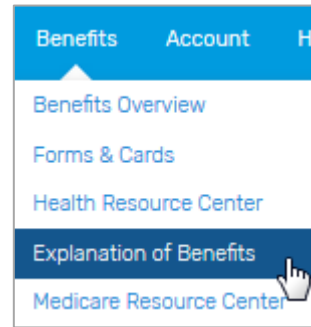 Benefits Account H
Benefits Overview
Forms & Cards
Health Resource Center
Explanation of Benefits
Medicare Resource Center